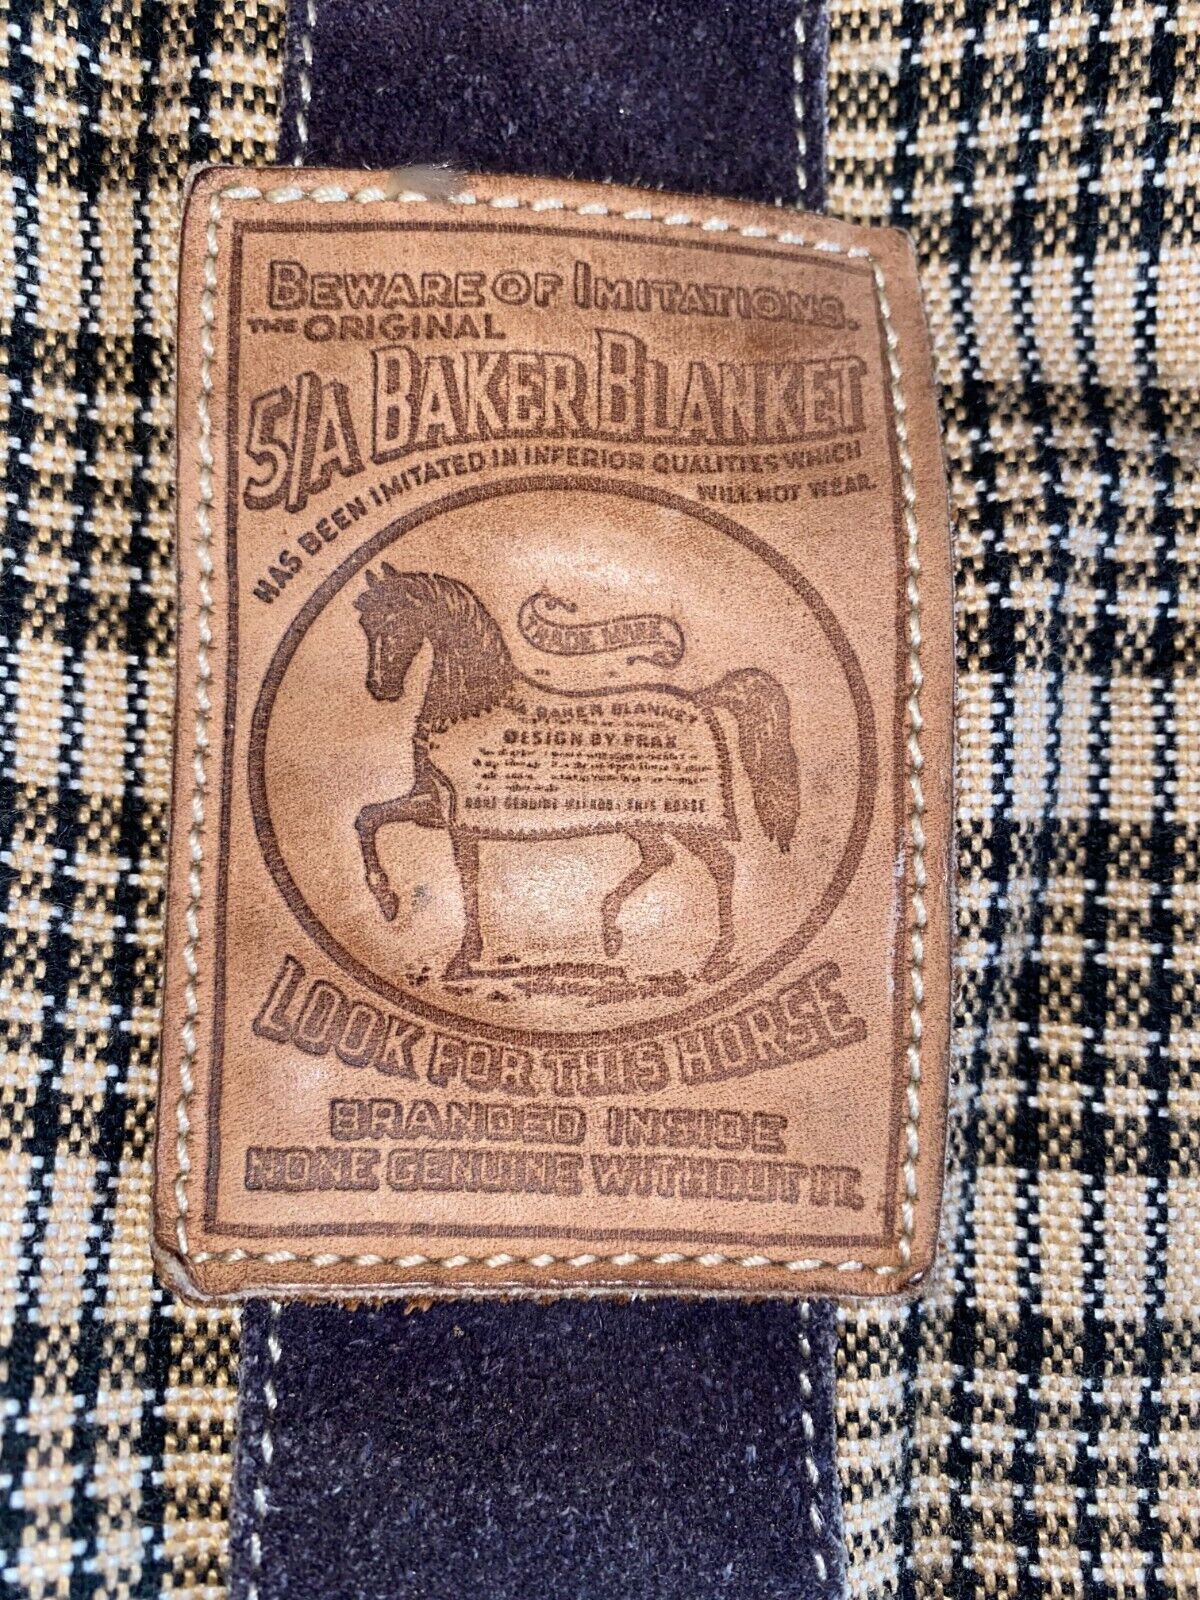 BEWARE OF IMITATIONS.
THE ORIGINAL
5/A BAKER BLANKET
HAS BEEN IMITATED IN INFERIOR QUALITIES WHICH
WILL NOT WEAR.
TRADE MARK
BAKER BLANKET
DESIGN BY
NONE GENUINE WITHOUT THIS HORSE
LOOK FOR THIS HORSE
BRANDED INSIDE
NONE GENUINE WITHOUT IT.